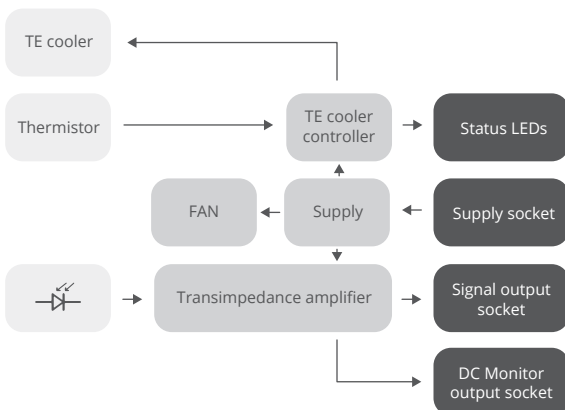 TE cooler
Thermistor
TE cooler
controller
Status LEDs
FAN
Supply
Supply socket
Transimpedance amplifier
Signal output
socket
DC Monitor
output socket